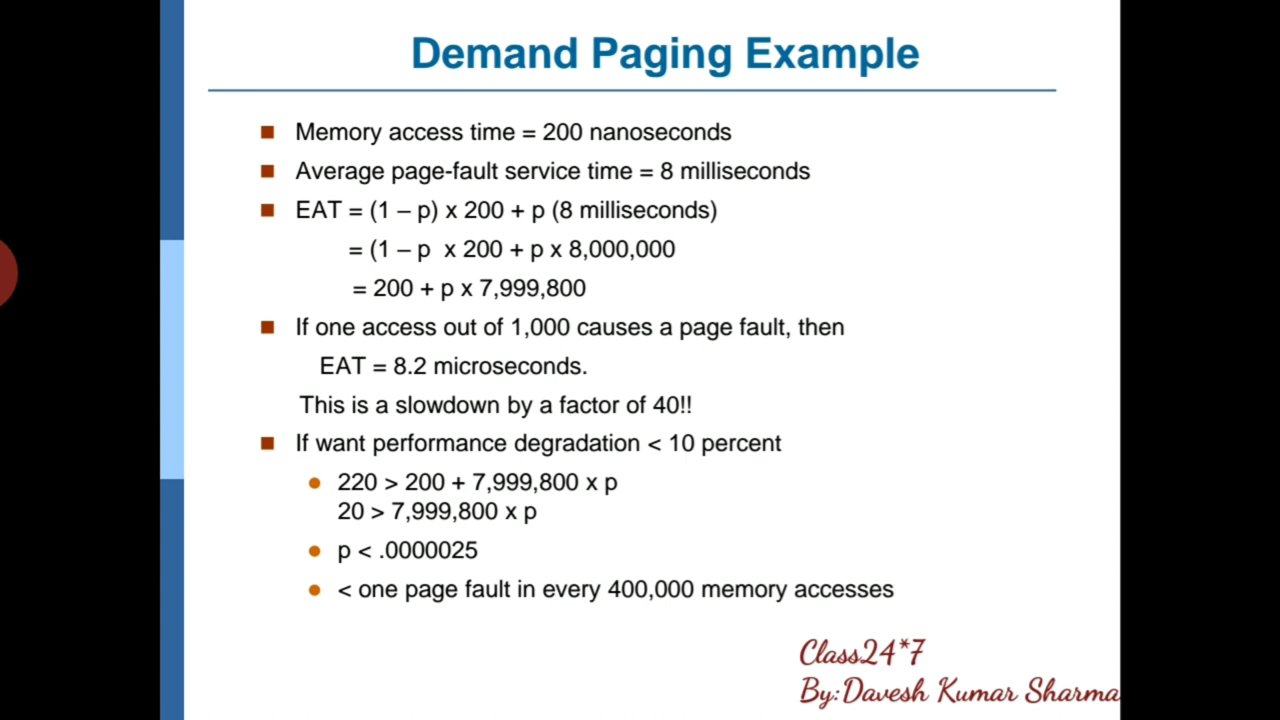 Demand Paging Example
Memory access time = 200 nanoseconds
Average page-fault service time = 8 milliseconds
EAT = (1 – p) x 200 + p (8 milliseconds)
= (1 – p x 200 + p x 8,000,000
= 200 + p x 7,999,800
If one access out of 1,000 causes a page fault, then
EAT = 8.2 microseconds.
This is a slowdown by a factor of 40!!
If want performance degradation < 10 percent
220 > 200 + 7,999,800 x p
20 > 7,999,800 x p
p < .0000025
< one page fault in every 400,000 memory accesses
Class24*7
By:Davesh Kumar Sharma